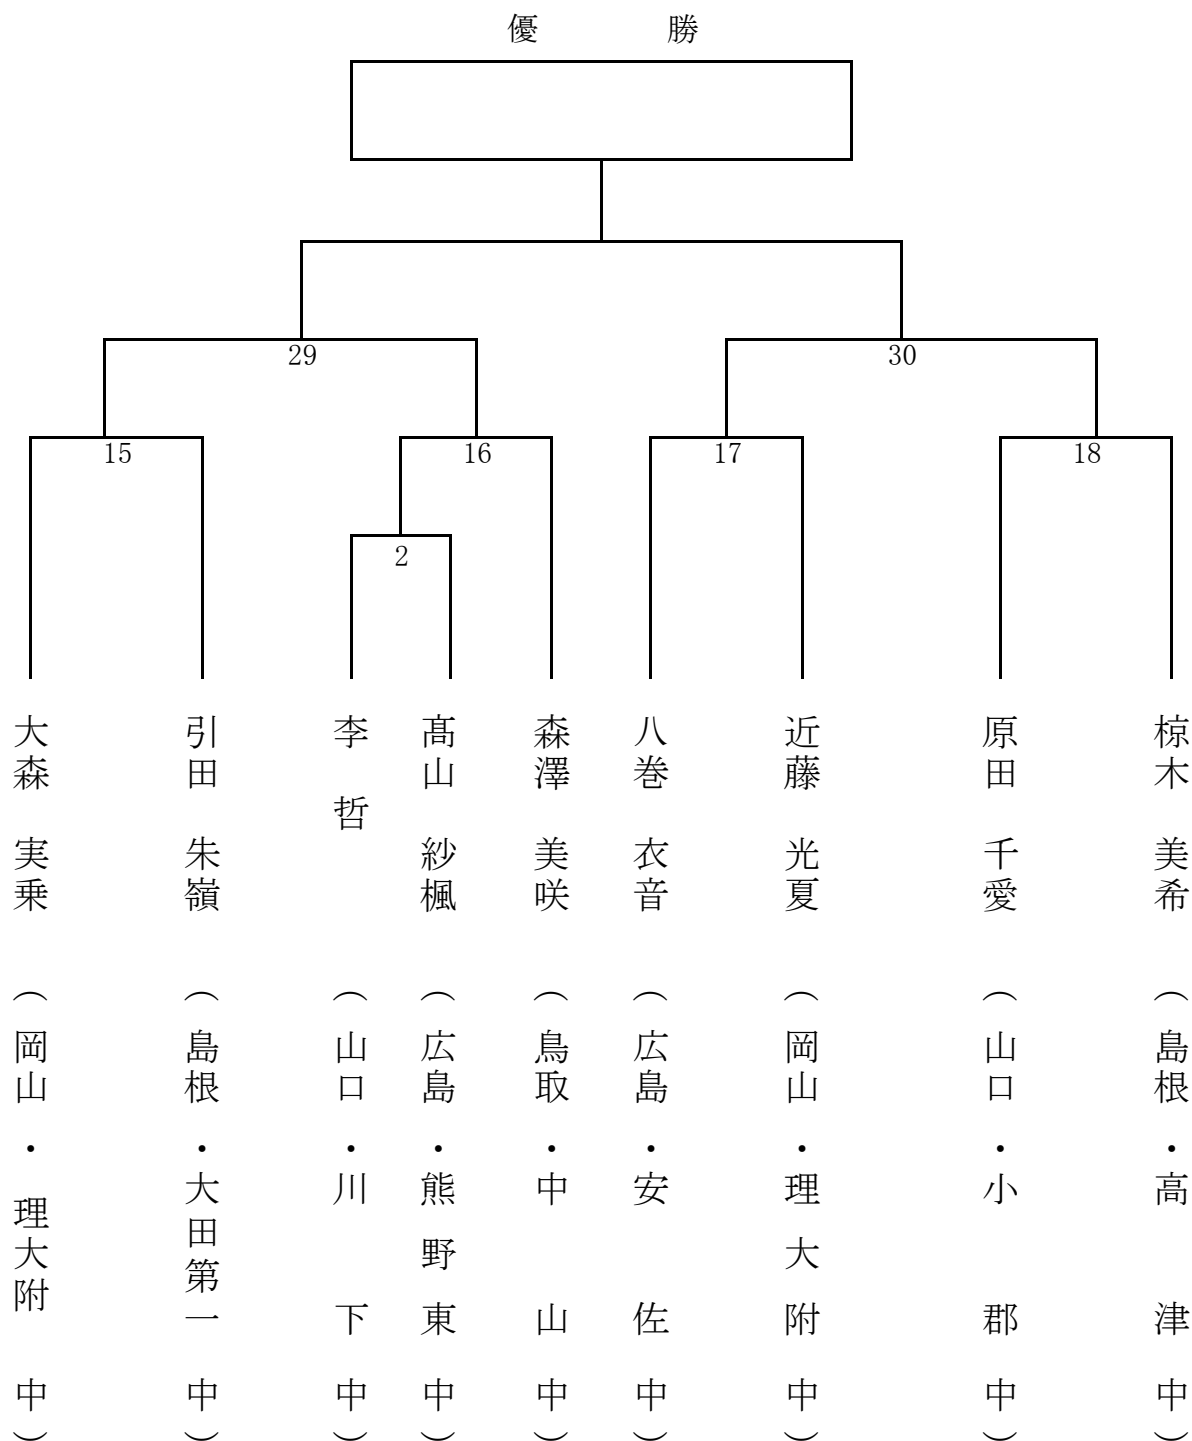 優　勝
29
30
15
16
17
18
2
大森　実乗　（岡山・理大附中）
引田　朱嶺　（島根・大田第一中）
李　哲　（山口・川下中）
髙山　紗楓　（広島・熊野東中）
森澤　美咲　（鳥取・中山中）
八巻　衣音　（広島・安佐中）
近藤　光夏　（岡山・理大附中）
原田　千愛　（山口・小郡中）
椋木　美希　（島根・高津中）